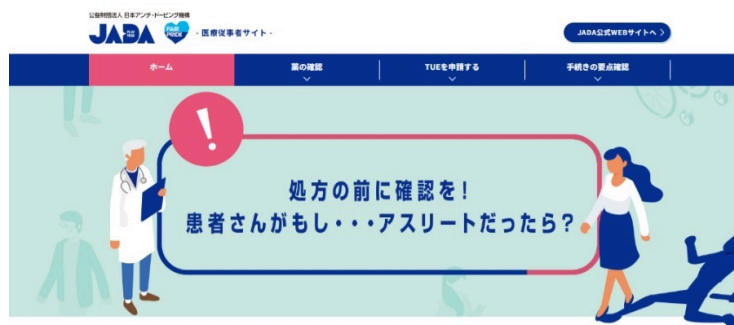 公益財団法人 日本アンチ・ドーピング機構
JADA PLAY TRUE FAIR PRIDE - 医療従事者サイト -
JADA公式WEBサイトへ
ホーム 薬の確認 TUEを申請する 手続きの要点確認
!
処方の前に確認を!
患者さんがもし・・・アスリートだったら?